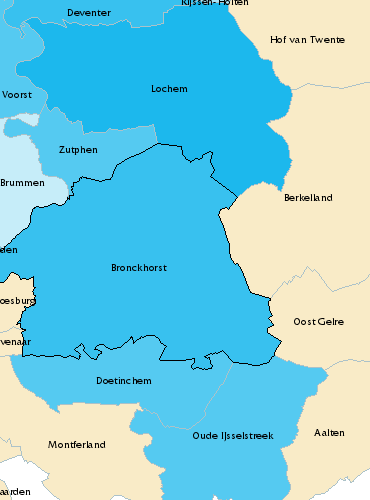 Rijssen-Holten
Deventer
Hof van Twente
Lochem
Voorst
Zutphen
Brummen
Berkelland
den
Bronckhorst
oesburg
Oost Gelre
venaar
Doetinchem
Oude Ijsselstreek
Aalten
Montferland
aarden